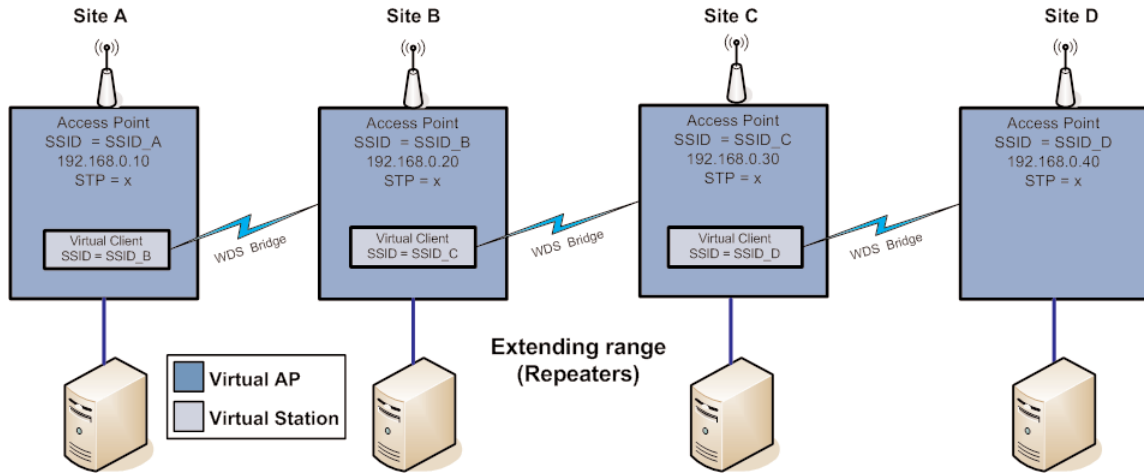 Site A
Site B
Site C
Site D
Access Point
SSID = SSID_A
192.168.0.10
STP = x
Virtual Client
SSID = SSID_B
WDS Bridge
Access Point
SSID = SSID_B
192.168.0.20
STP = x
Virtual Client
SSID = SSID_C
WDS Bridge
Access Point
SSID = SSID_C
192.168.0.30
STP = x
Virtual Client
SSID = SSID_D
WDS Bridge
Access Point
SSID = SSID_D
192.168.0.40
STP = x
Extending range
(Repeaters)
Virtual AP
Virtual Station